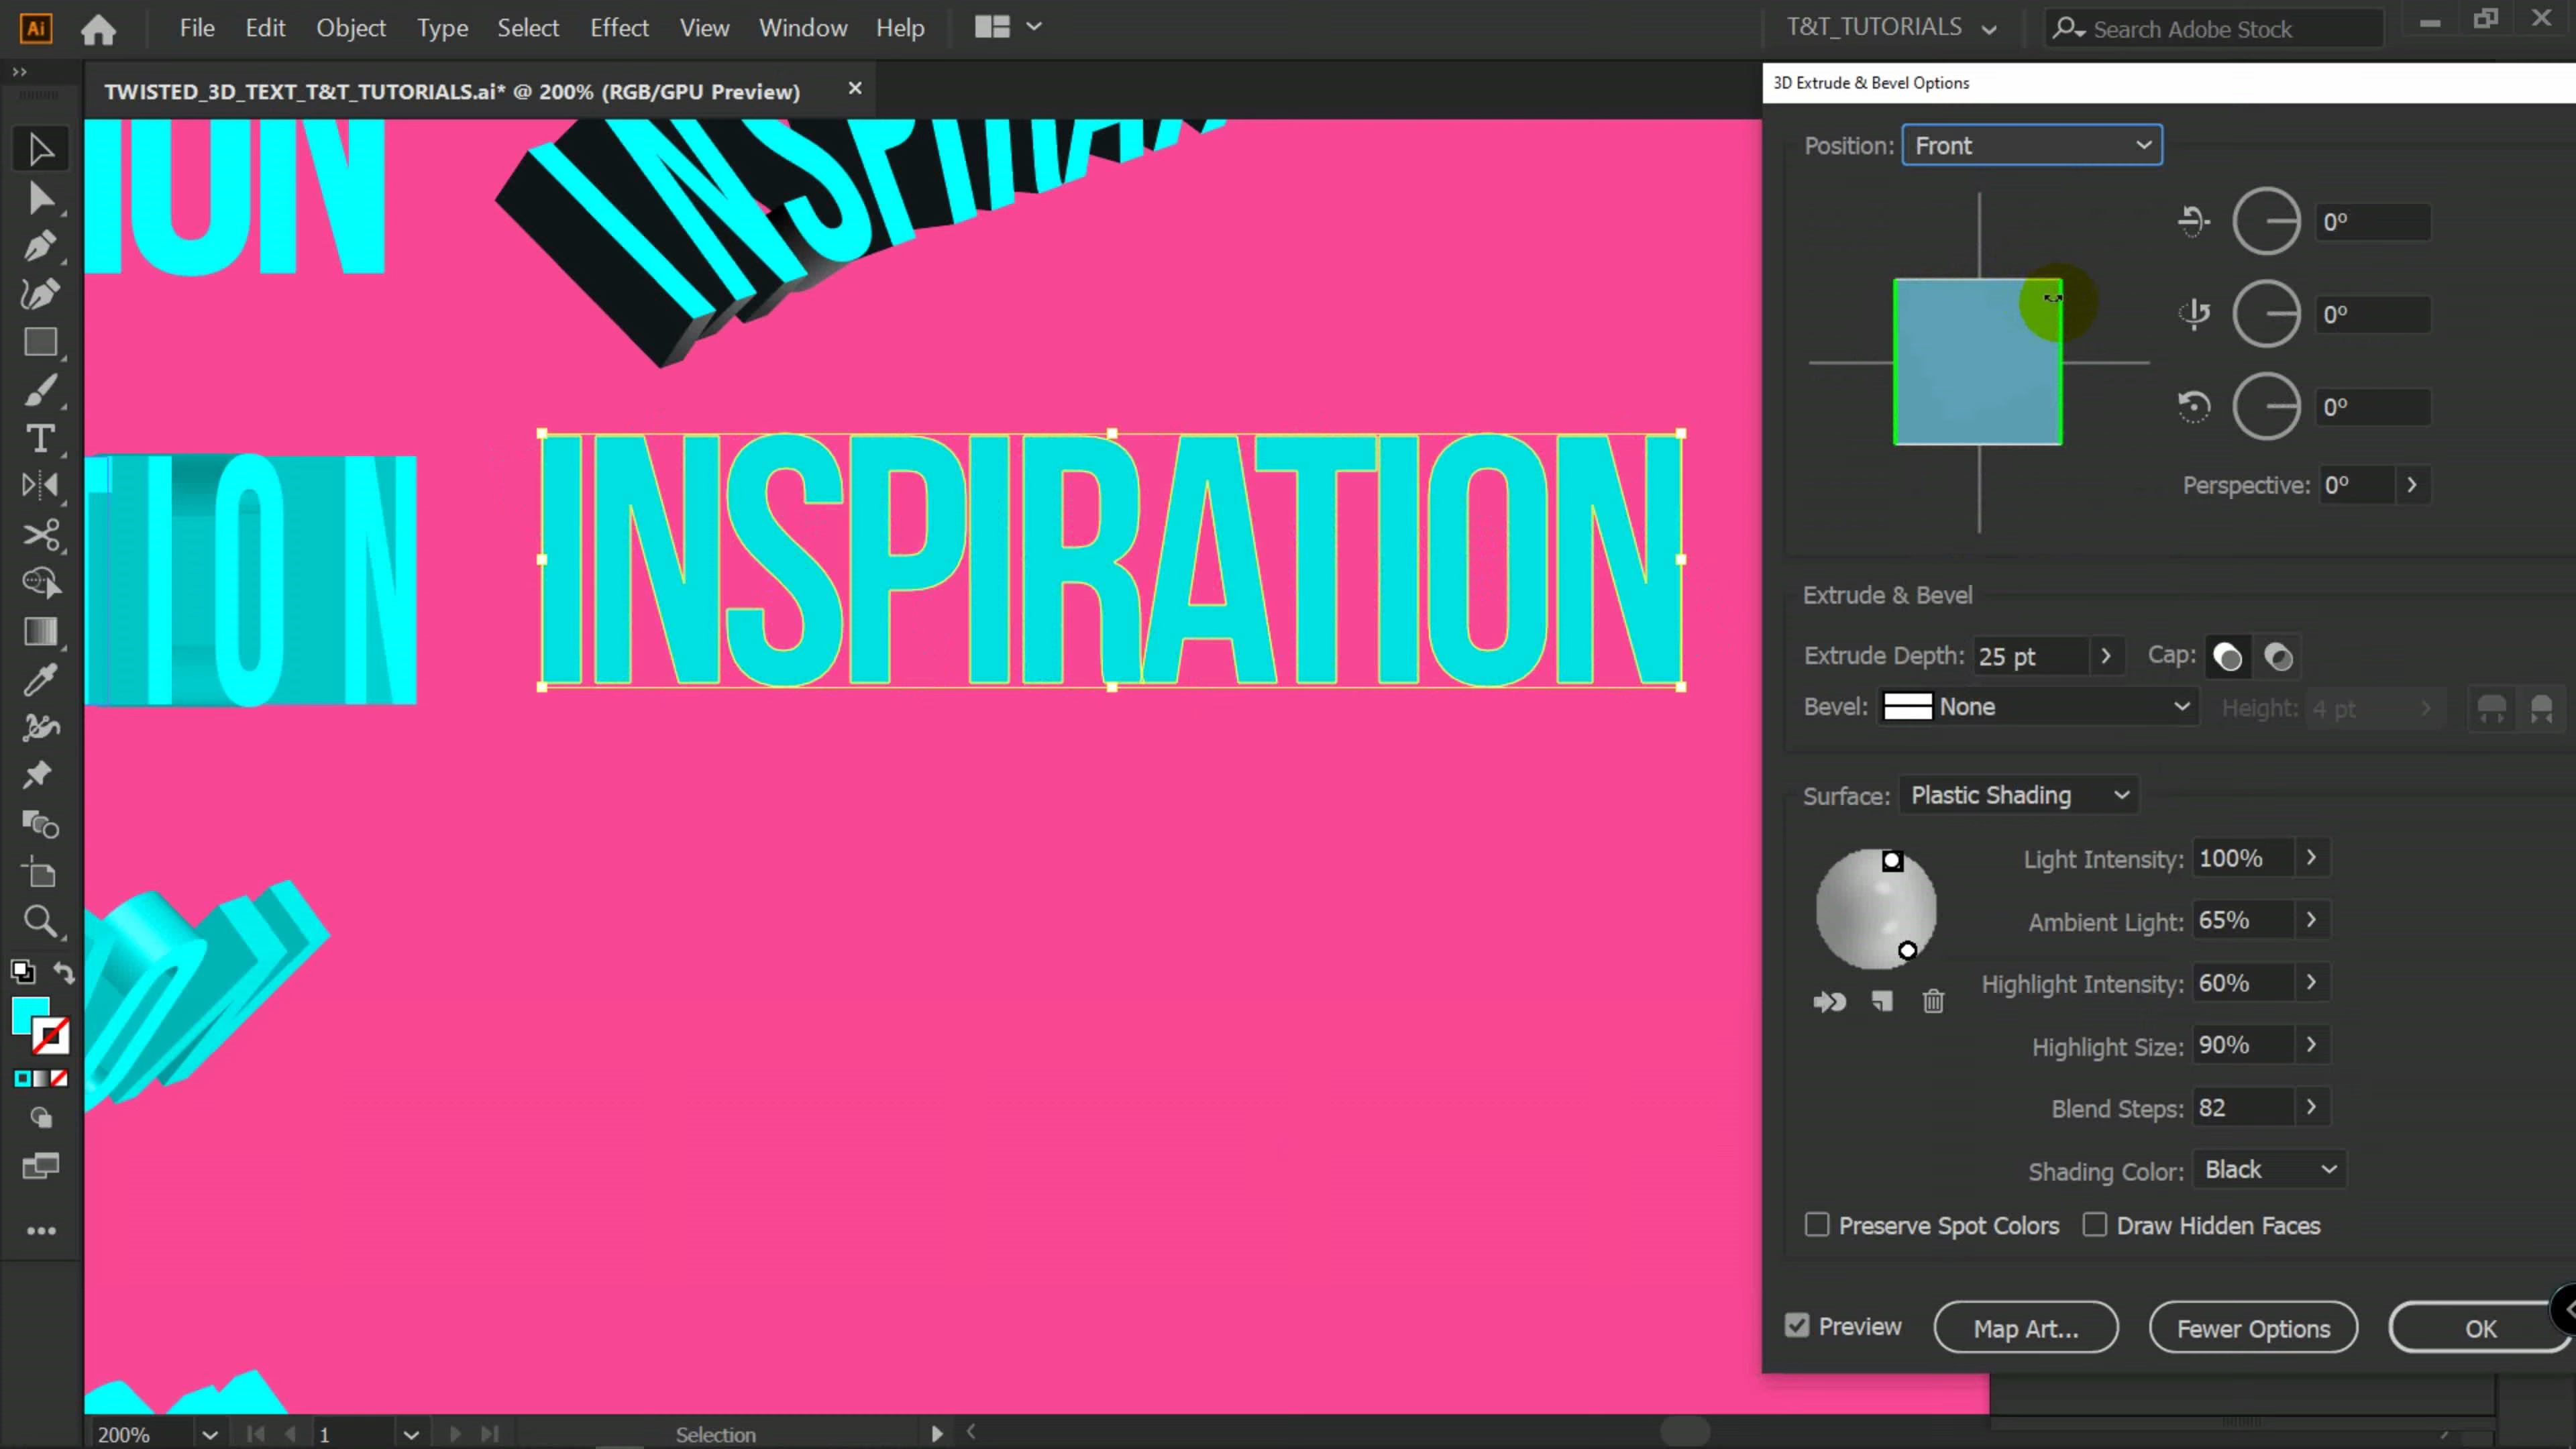 Ai File Edit Object Type Select Effect View Window Help T&T_TUTORIALS Search Adobe Stock
TWISTED_3D_TEXT_T&T_TUTORIALS.ai* @ 200% (RGB/GPU Preview)
3D Extrude & Bevel Options
Position: Front
0°
0°
0°
Perspective: 0°
ION
INSPIRA
TION
INSPIRATION
Extrude & Bevel
Extrude Depth: 25 pt Cap:
Bevel: None Height: 4 pt
Surface: Plastic Shading
Light Intensity: 100%
Ambient Light: 65%
Highlight Intensity: 60%
Highlight Size: 90%
Blend Steps: 82
Shading Color: Black
Preserve Spot Colors Draw Hidden Faces
Preview Map Art... Fewer Options OK
200% 1 Selection